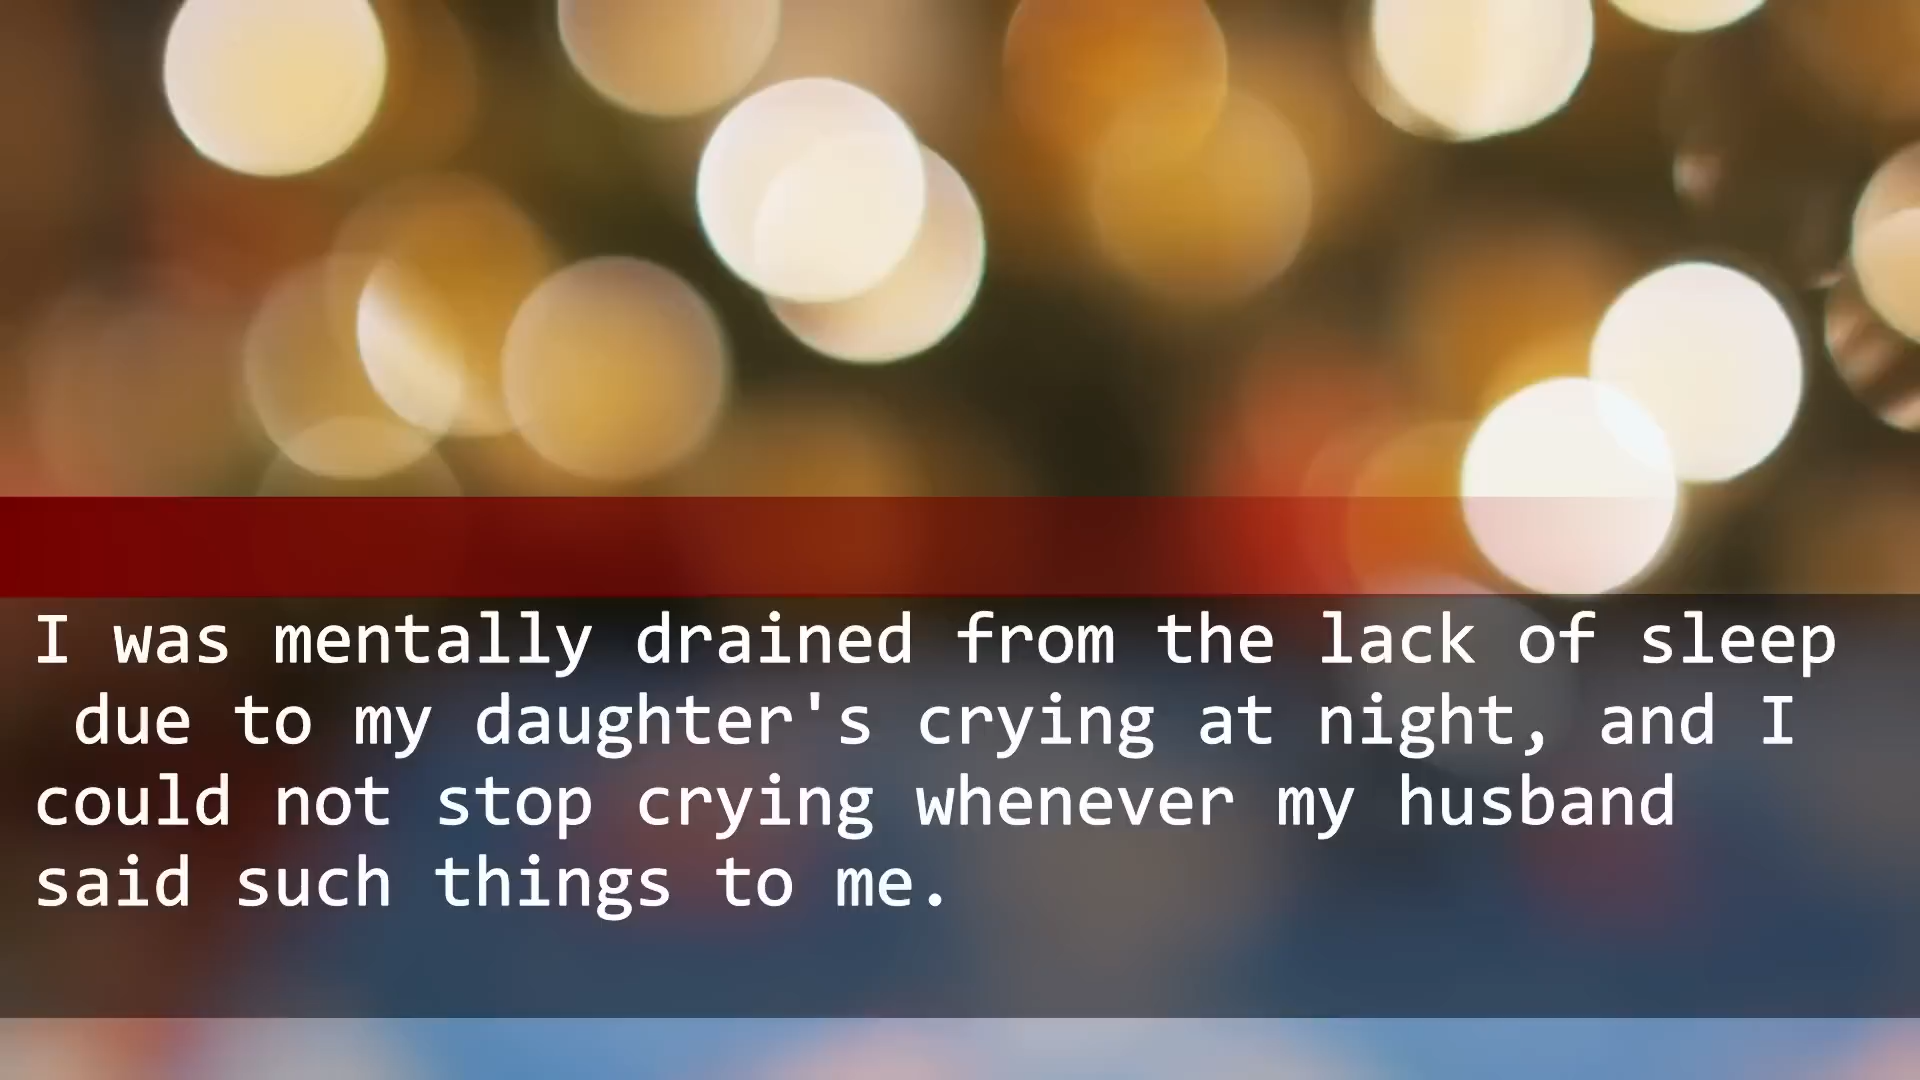 I was mentally drained from the lack of sleep
due to my daughter's crying at night, and I
could not stop crying whenever my husband
said such things to me.